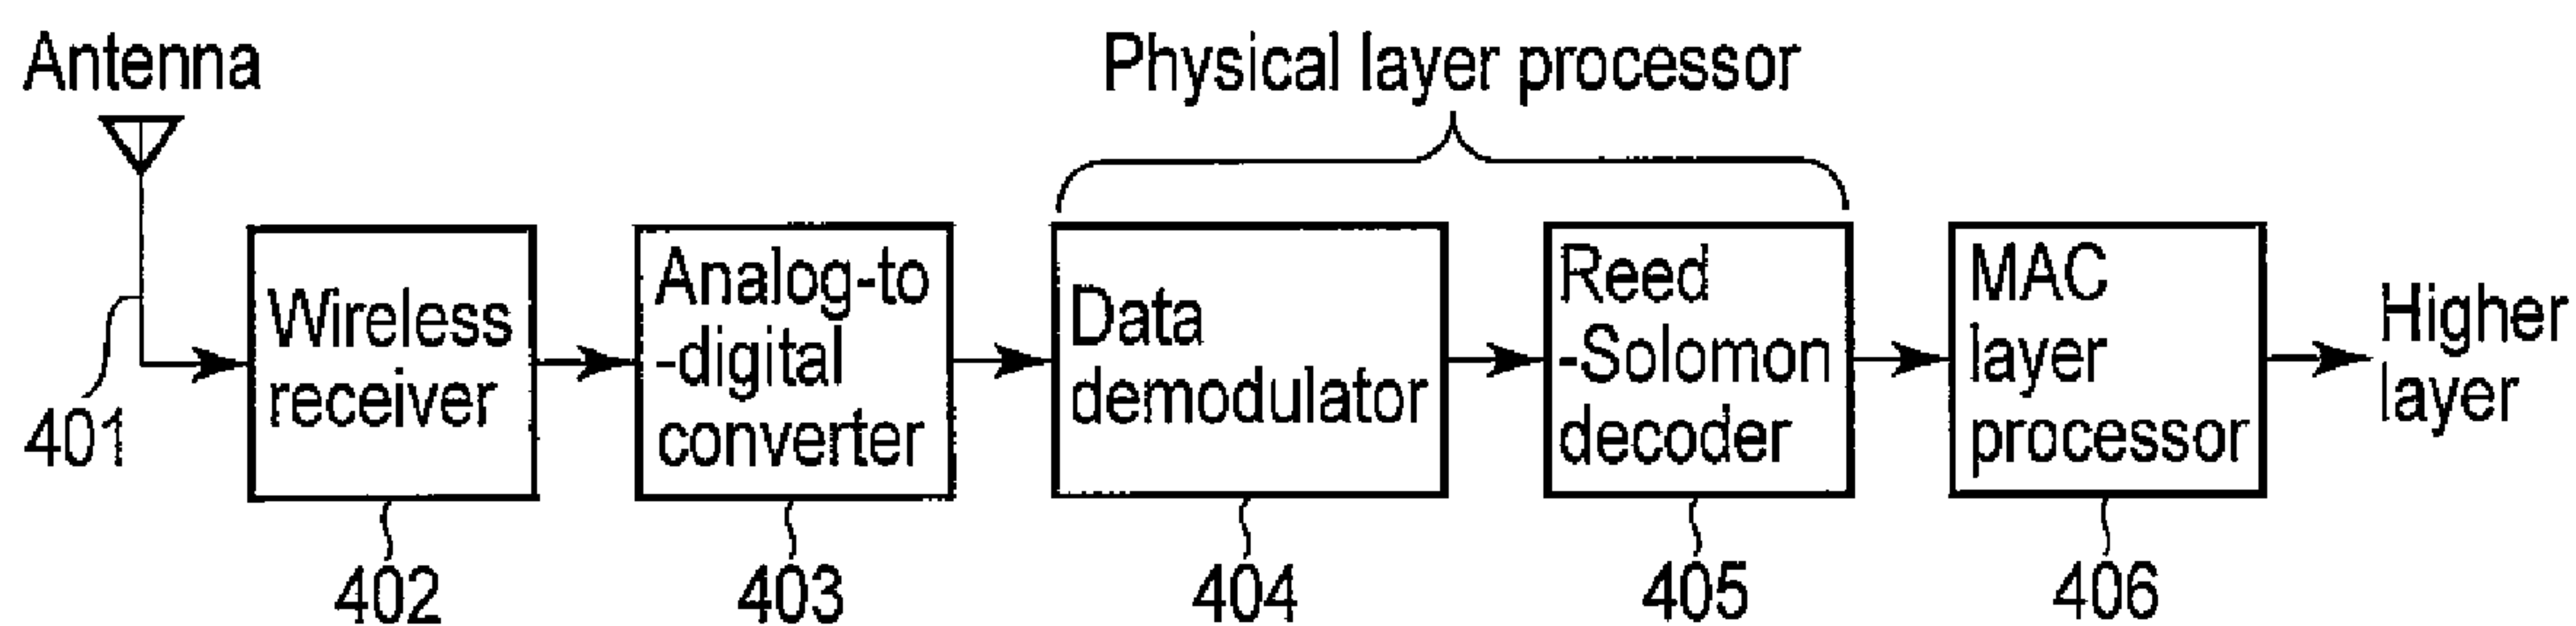 Antenna
Physical layer processor
Wireless
receiver
Analog-to
-digital
converter
Data
demodulator
Reed
-Solomon
decoder
MAC
layer
processor
Higher
layer
401
402
403
404
405
406